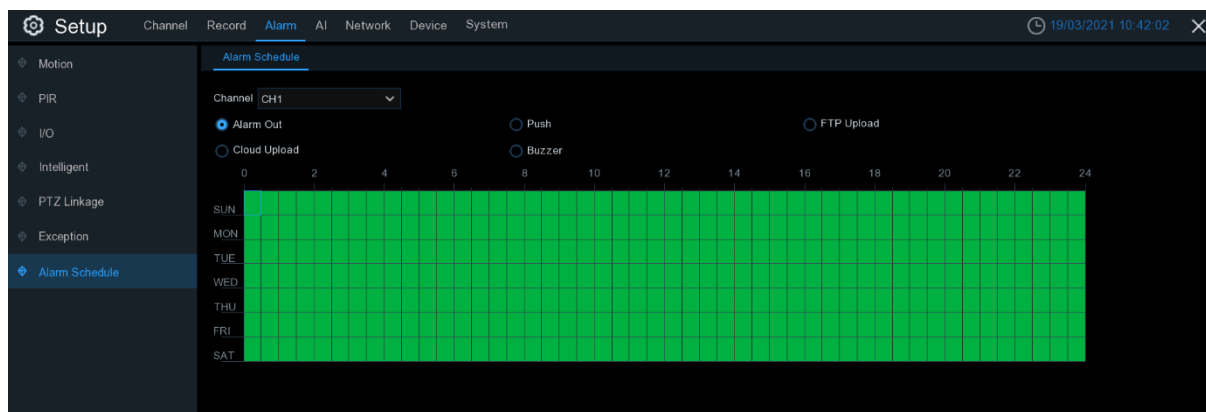 Setup Channel Record Alarm AI Network Device System 19/03/2021 10:42:02
Motion
PIR
I/O
Intelligent
PTZ Linkage
Exception
Alarm Schedule
Alarm Schedule
Channel CH1
Alarm Out Push FTP Upload
Cloud Upload Buzzer
0 2 4 6 8 10 12 14 16 18 20 22 24
SUN
MON
TUE
WED
THU
FRI
SAT